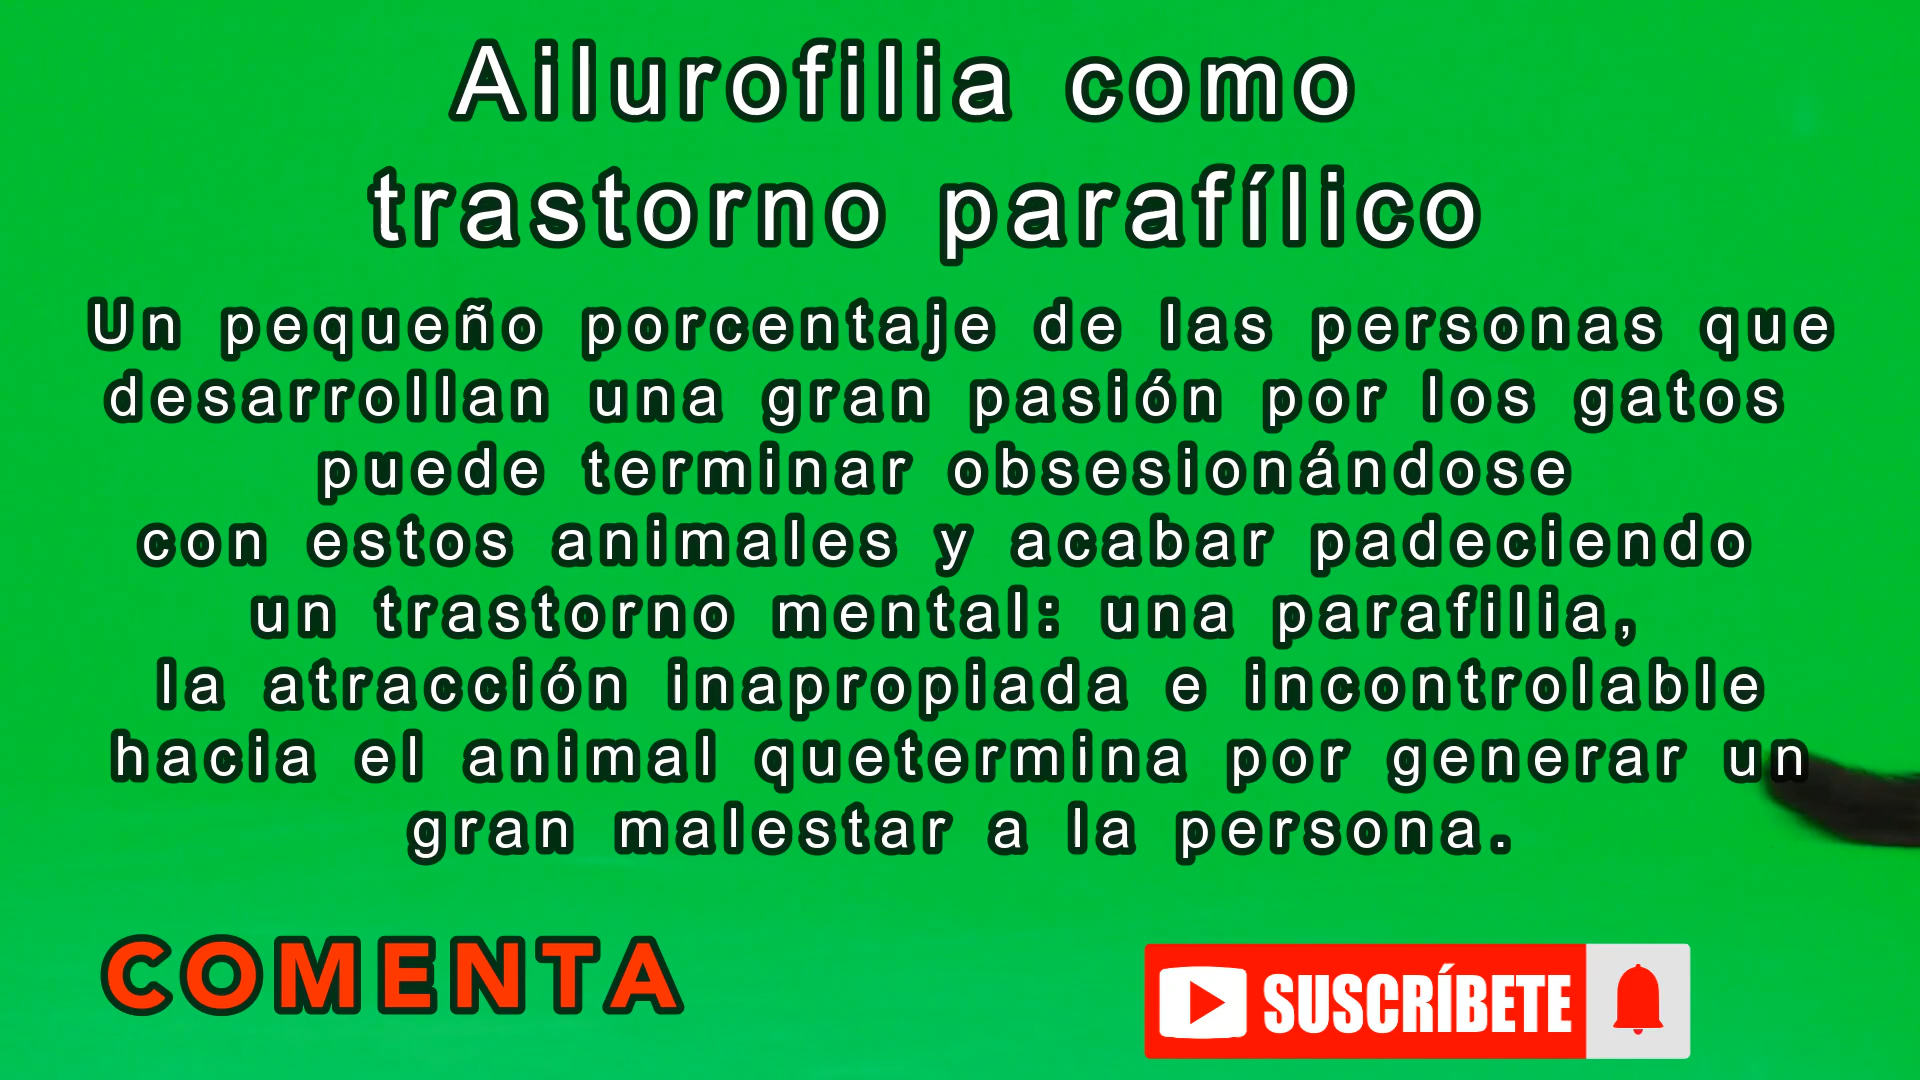 Ailurofilia como
trastorno parafílico
Un pequeño porcentaje de las personas que
desarrollan una gran pasión por los gatos
puede terminar obsesionándose
con estos animales y acabar padeciendo
un trastorno mental: una parafilia,
la atracción inapropiada e incontrolable
hacia el animal quetermina por generar un
gran malestar a la persona.
COMENTA
SUSCRÍBETE